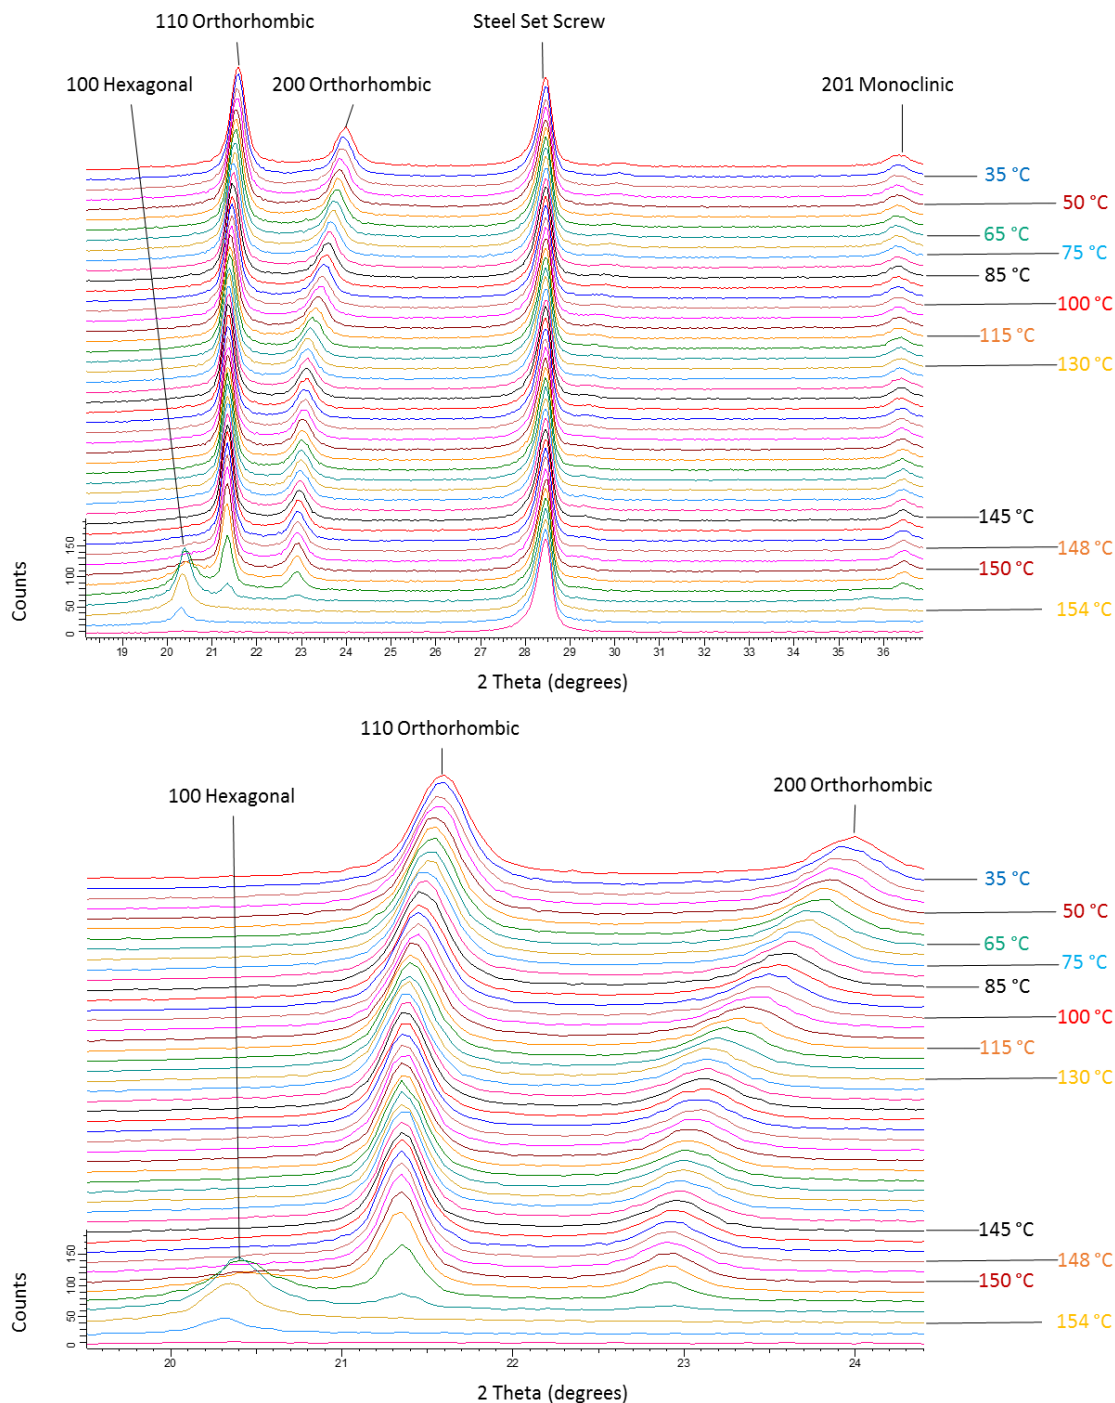 110 Orthorhombic
Steel Set Screw
100 Hexagonal
200 Orthorhombic
201 Monoclinic
35 °C
50 °C
65 °C
75 °C
85 °C
100 °C
115 °C
130 °C
145 °C
148 °C
150 °C
154 °C
Counts
150
100
50
0
19 20 21 22 23 24 25 26 27 28 29 30 31 32 33 34 35 36
2 Theta (degrees)
110 Orthorhombic
200 Orthorhombic
100 Hexagonal
35 °C
50 °C
65 °C
75 °C
85 °C
100 °C
115 °C
130 °C
145 °C
148 °C
150 °C
154 °C
Counts
150
100
50
0
20 21 22 23 24
2 Theta (degrees)